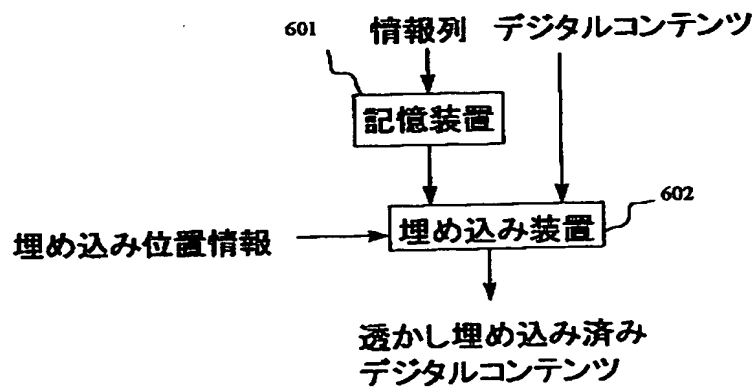 601
情報列
デジタルコンテンツ
記憶装置
602
埋め込み装置
埋め込み位置情報
透かし埋め込み済み
デジタルコンテンツ